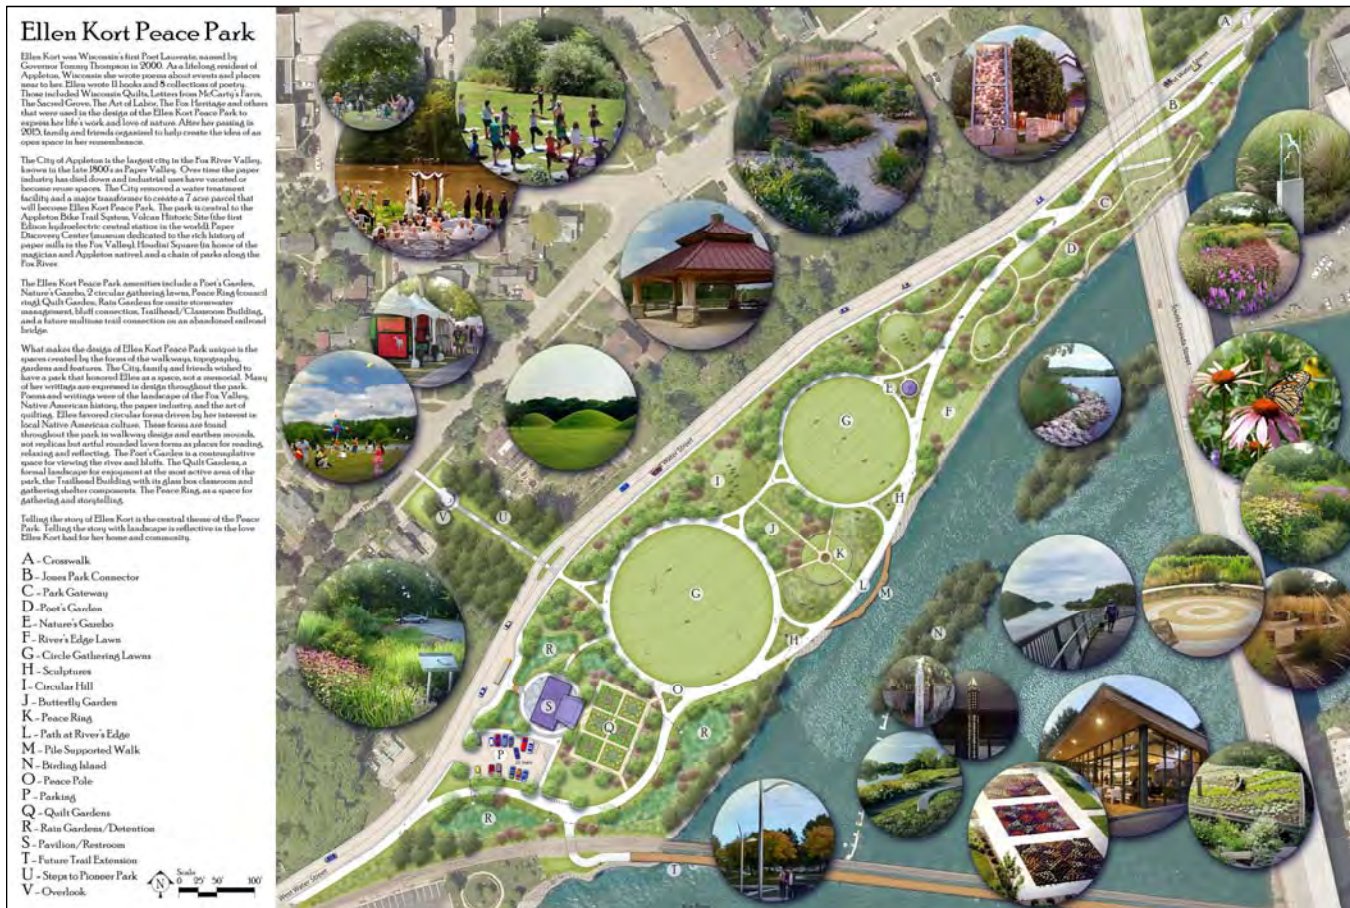 Ellen Kort Peace Park
Ellen Kort was Wisconsin's first Poet Laureate, named by
Governor Tommy Thompson in 2000. As a lifelong resident of
Appleton, Wisconsin she wrote poems about events and places
near to her. Ellen wrote 11 books and 8 collections of poetry.
Those included Wisconsin Quilts, Letters from McCarty's Farm,
The Sacred Grove, The Art of Labor, The Fox Heritage and others
that were used in the design of the Ellen Kort Peace Park to
express her life's work and love of nature. After her passing in
2015, family and friends organized to help create the idea of an
open space in her remembrance.
The City of Appleton is the largest city in the Fox River Valley,
known in the late 1800's as Paper Valley. Over time the paper
industry has died down and industrial uses have vacated or
become reuse spaces. The City removed a water treatment
facility and a major transformer to create a 7 acre parcel that
will become Ellen Kort Peace Park. The park is central to the
Appleton Bike Trail System, Vulcan Historic Site (the first
Edison hydroelectric central station in the world), Paper
Discovery Center (museum dedicated to the rich history of
paper mills in the Fox Valley), Houdini Square (in honor of the
magician and Appleton native), and a chain of parks along the
Fox River.
The Ellen Kort Peace Park amenities include a Poet's Garden,
Nature's Gazebo, 2 circular gathering lawns, Peace Ring (council
ring), Quilt Garden, Rain Gardens for onsite stormwater
management, bluff connection, Trailhead/Classroom Building,
and a future multiuse trail connection on an abandoned railroad
bridge.
What makes the design of Ellen Kort Peace Park unique is the
spaces created by the forms of the walkways, topography,
gardens and features. The City, family and friends wished to
have a park that honored Ellen as a space, not a memorial. Many
of her writings are expressed in design throughout the park.
Poems and writings were of the landscape of the Fox Valley,
Native American history, the paper industry, and the art of
quilting. Ellen favored circular forms driven by her interest in
local Native American culture. These forms are found
throughout the park in walkway design and earthen mounds,
not replicas but artful rounded lawn forms as places for reading,
relaxing and reflecting. The Poet's Garden is a contemplative
space for viewing the river and bluffs. The Quilt Gardens, a
formal landscape for enjoyment at the most active area of the
park, the Trailhead Building with its glass box classroom and
gathering shelter components. The Peace Ring, as a space for
gathering and storytelling.
Telling the story of Ellen Kort is the central theme of the Peace
Park. Telling the story with landscape is reflective in the love
Ellen Kort had for her home and community.
A - Crosswalk
B - Jones Park Connector
C - Park Gateway
D - Poet's Garden
E - Nature's Gazebo
F - River's Edge Lawn
G - Circle Gathering Lawns
H - Sculptures
I - Circular Hill
J - Butterfly Garden
K - Peace Ring
L - Path at River's Edge
M - Pile Supported Walk
N - Birding Island
O - Peace Pole
P - Parking
Q - Quilt Gardens
R - Rain Gardens/Detention
S - Pavilion/Restroom
T - Future Trail Extension
U - Steps to Pioneer Park
V - Overlook
N
Scale
0 25' 50' 100'
A
West Water Street
B
C
D
South Oneida Street
E
F
G
Water Street
I
H
J
K
V
U
L
M
G
N
H
R
O
S
Q
R
P
R
T
West Water Street